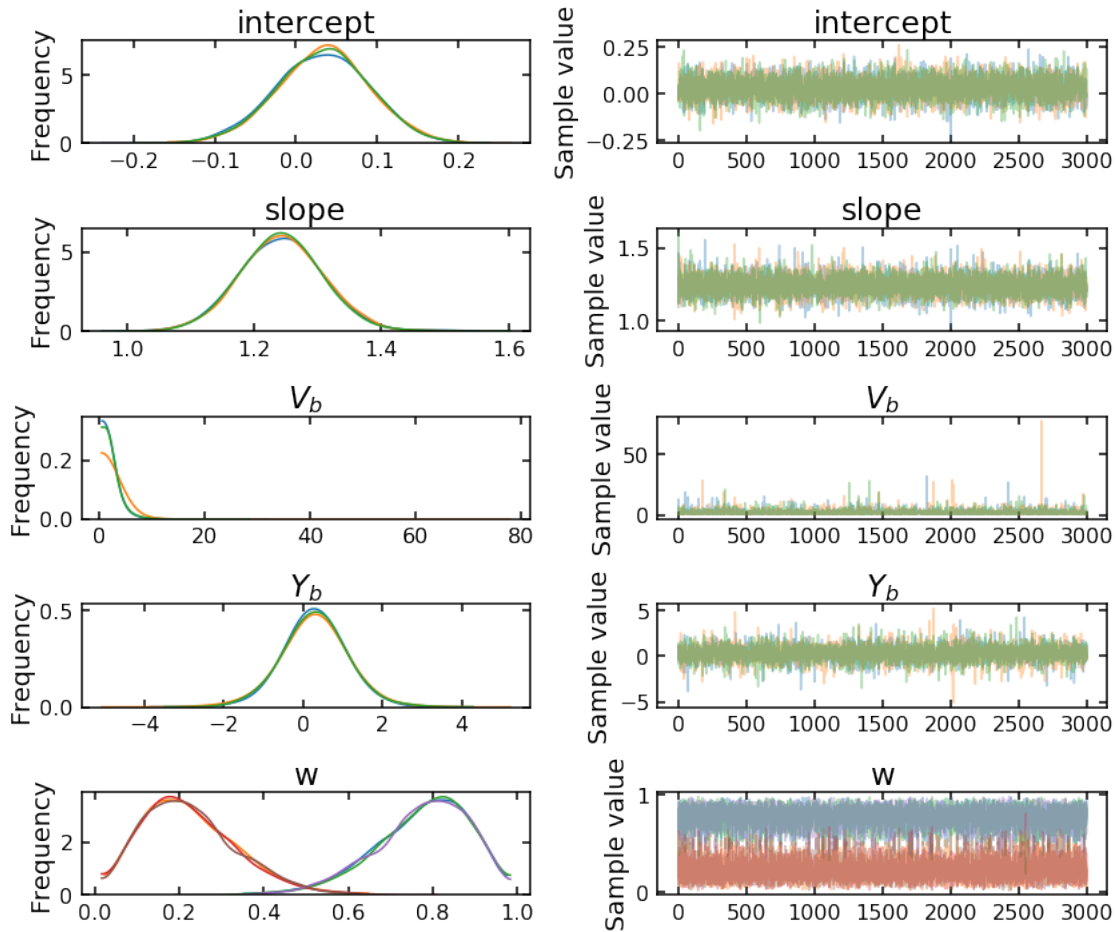 intercept
intercept
Frequency
5
0
−0.2 −0.1 0.0 0.1 0.2
Sample value
0.25
0.00
−0.25
0 500 1000 1500 2000 2500 3000
slope
slope
Frequency
5
0
1.0 1.2 1.4 1.6
Sample value
1.5
1.0
0 500 1000 1500 2000 2500 3000
V_b
V_b
Frequency
0.2
0.0
0 20 40 60 80
Sample value
50
0
0 500 1000 1500 2000 2500 3000
Y_b
Y_b
Frequency
0.5
0.0
−4 −2 0 2 4
Sample value
5
0
−5
0 500 1000 1500 2000 2500 3000
w
w
Frequency
2
0
0.0 0.2 0.4 0.6 0.8 1.0
Sample value
1
0
0 500 1000 1500 2000 2500 3000